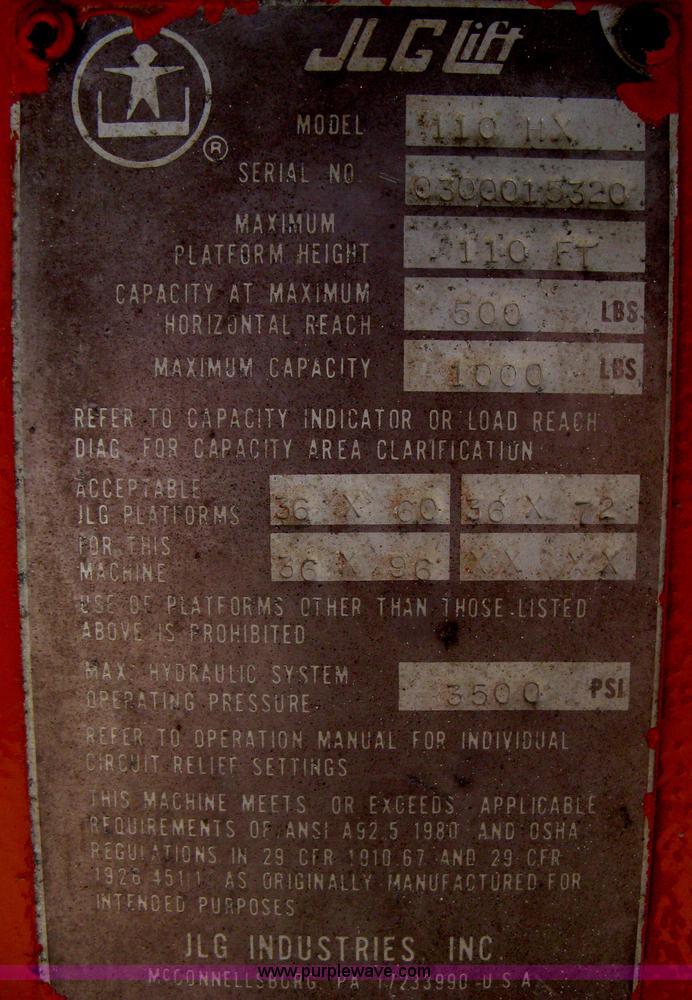 JLG Lift
®
MODEL 110 HX
SERIAL NO. 0300015320
MAXIMUM
PLATFORM HEIGHT 110 FT
CAPACITY AT MAXIMUM
HORIZONTAL REACH 500 LBS.
MAXIMUM CAPACITY 1000 LBS.
REFER TO CAPACITY INDICATOR OR LOAD REACH
DIAG. FOR CAPACITY AREA CLARIFICATION
ACCEPTABLE
JLG PLATFORMS 36 X 60 36 X 72
FOR THIS
MACHINE 36 X 96 XX X X
USE OF PLATFORMS OTHER THAN THOSE LISTED
ABOVE IS PROHIBITED
MAX. HYDRAULIC SYSTEM
OPERATING PRESSURE 3500 PSI
REFER TO OPERATION MANUAL FOR INDIVIDUAL
CIRCUIT RELIEF SETTINGS
THIS MACHINE MEETS OR EXCEEDS APPLICABLE
REQUIREMENTS OF ANSI A92.5 1980 AND OSHA
REGULATIONS IN 29 CFR 1910.67 AND 29 CFR
1926 AS ORIGINALLY MANUFACTURED FOR
INTENDED PURPOSES
JLG INDUSTRIES, INC.
www.purplewave.com
McCONNELLSBURG, PA. 17233990 U.S.A.